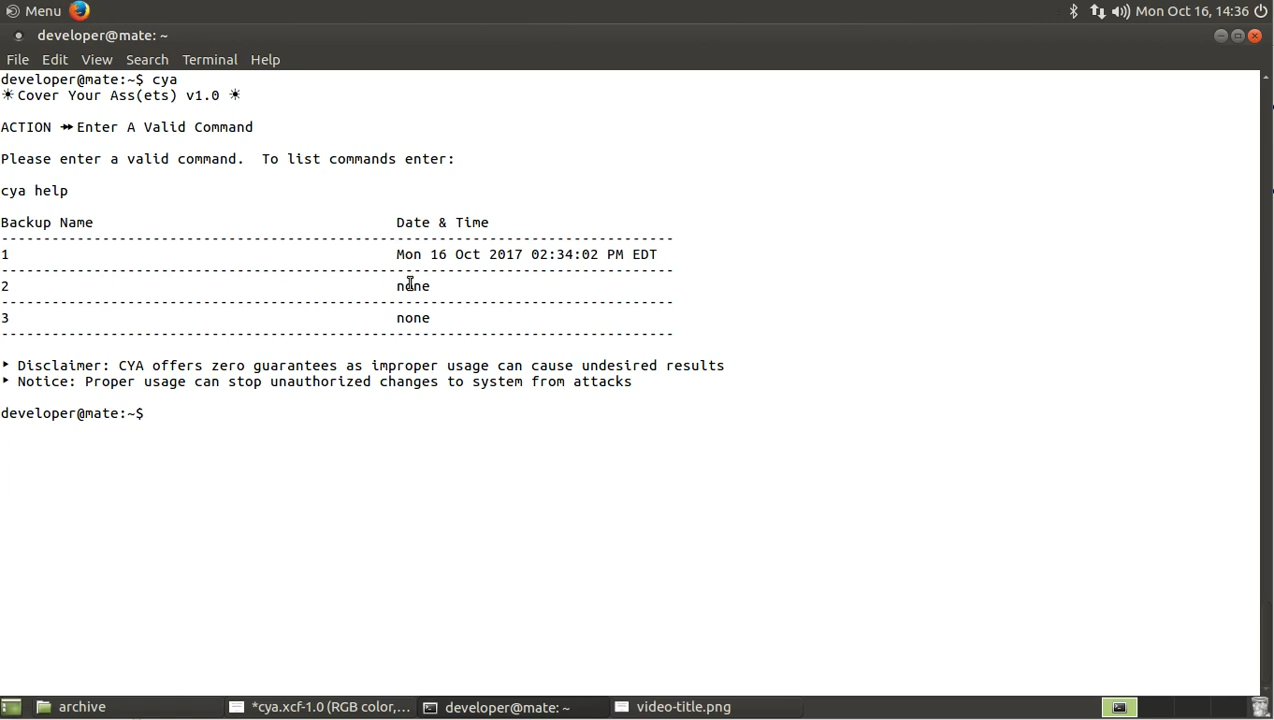 Menu
Mon Oct 16, 14:36
developer@mate: ~
File Edit View Search Terminal Help
developer@mate:~$ cya
☀ Cover Your Ass(ets) v1.0 ☀
ACTION ➻ Enter A Valid Command
Please enter a valid command.  To list commands enter:
cya help
Backup Name Date & Time
--------------------------------------------------------------------------------
1 Mon 16 Oct 2017 02:34:02 PM EDT
--------------------------------------------------------------------------------
2 none
--------------------------------------------------------------------------------
3 none
--------------------------------------------------------------------------------
‣ Disclaimer: CYA offers zero guarantees as improper usage can cause undesired results
‣ Notice: Proper usage can stop unauthorized changes to system from attacks
developer@mate:~$
archive *cya.xcf-1.0 (RGB color,... developer@mate: ~ video-title.png